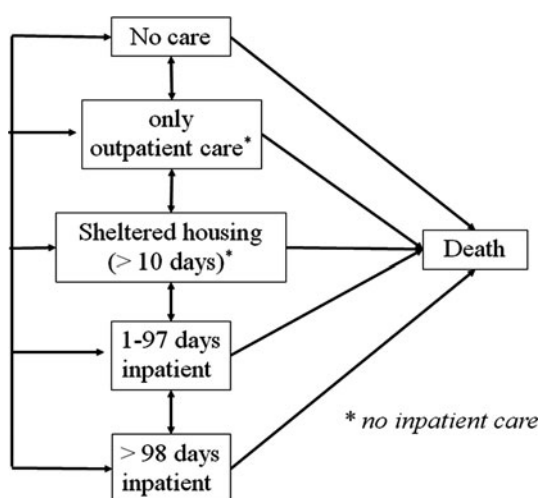 No care
only
outpatient care*
Sheltered housing
(> 10 days)*
Death
1-97 days
inpatient
* no inpatient care
> 98 days
inpatient